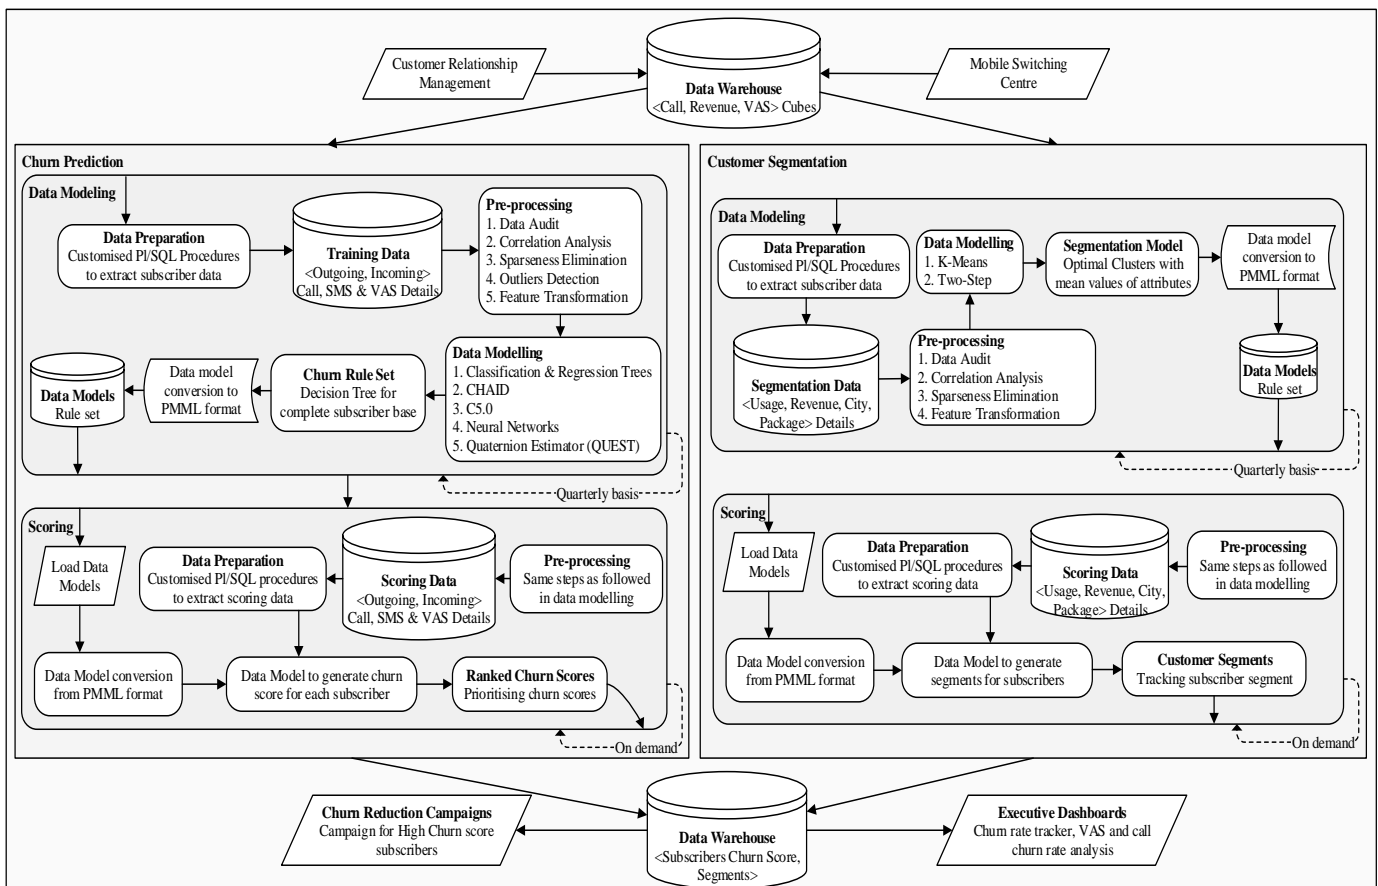 Customer Relationship
Management
Data Warehouse
<Call, Revenue, VAS> Cubes
Mobile Switching
Centre
Churn Prediction
Data Modeling
Data Preparation
Customised Pl/SQL Procedures
to extract subscriber data
Training Data
<Outgoing, Incoming>
Call, SMS & VAS Details
Pre-processing
1. Data Audit
2. Correlation Analysis
3. Sparseness Elimination
4. Outliers Detection
5. Feature Transformation
Data Modelling
1. Classification & Regression Trees
2. CHAID
3. C5.0
4. Neural Networks
5. Quaternion Estimator (QUEST)
Churn Rule Set
Decision Tree for
complete subscriber base
Data model
conversion to
PMML format
Data Models
Rule set
Quarterly basis
Scoring
Load Data
Models
Data Preparation
Customised Pl/SQL procedures
to extract scoring data
Scoring Data
<Outgoing, Incoming>
Call, SMS & VAS Details
Pre-processing
Same steps as followed
in data modelling
Data Model conversion
from PMML format
Data Model to generate churn
score for each subscriber
Ranked Churn Scores
Prioritising churn scores
On demand
Customer Segmentation
Data Modeling
Data Preparation
Customised Pl/SQL Procedures
to extract subscriber data
Data Modelling
1. K-Means
2. Two-Step
Segmentation Model
Optimal Clusters with
mean values of attributes
Data model
conversion to
PMML format
Segmentation Data
<Usage, Revenue, City,
Package> Details
Pre-processing
1. Data Audit
2. Correlation Analysis
3. Sparseness Elimination
4. Feature Transformation
Data Models
Rule set
Quarterly basis
Scoring
Load Data
Models
Data Preparation
Customised Pl/SQL procedures
to extract scoring data
Scoring Data
<Usage, Revenue, City,
Package> Details
Pre-processing
Same steps as followed
in data modelling
Data Model conversion
from PMML format
Data Model to generate
segments for subscribers
Customer Segments
Tracking subscriber segment
On demand
Churn Reduction Campaigns
Campaign for High Churn score
subscribers
Data Warehouse
<Subscribers Churn Score,
Segments>
Executive Dashboards
Churn rate tracker, VAS and call
churn rate analysis